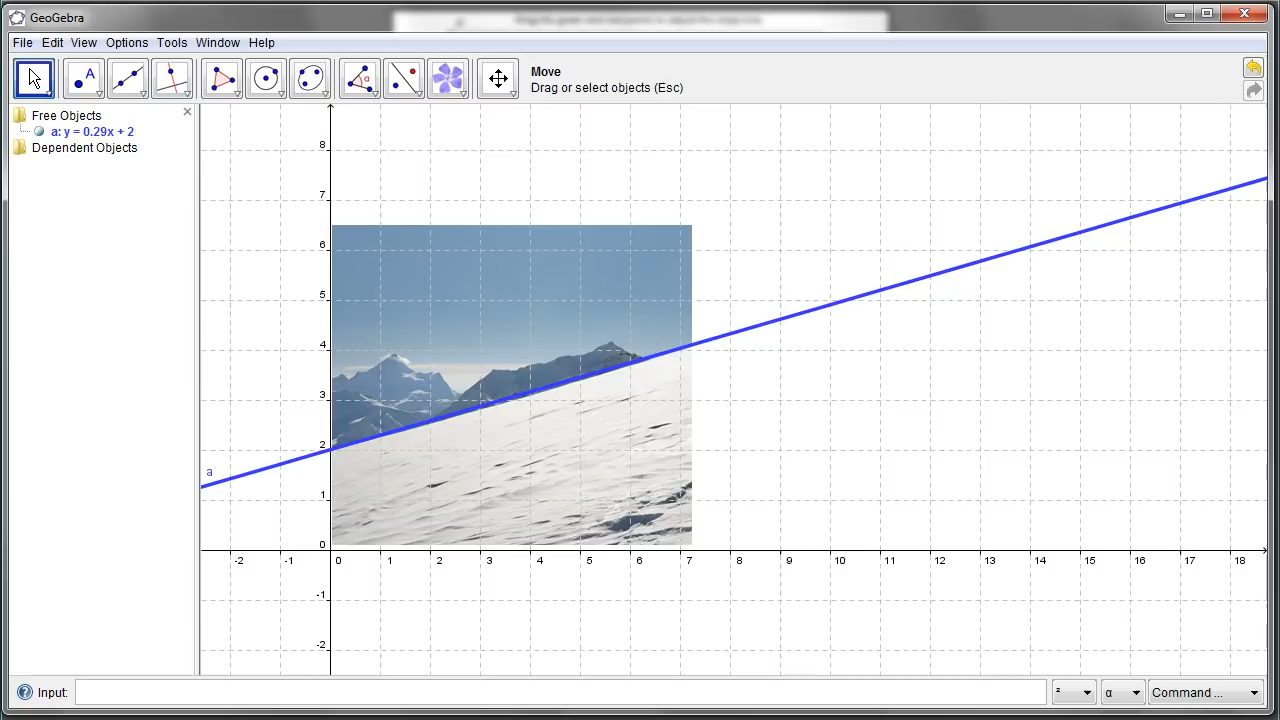 GeoGebra
File Edit View Options Tools Window Help
A
α
Move
Drag or select objects (Esc)
Free Objects
a: y = 0.29x + 2
Dependent Objects
8
7
6
5
4
3
2
1
0
-1
-2
a
-2 -1 0 1 2 3 4 5 6 7 8 9 10 11 12 13 14 15 16 17 18
Input: ² α Command ...